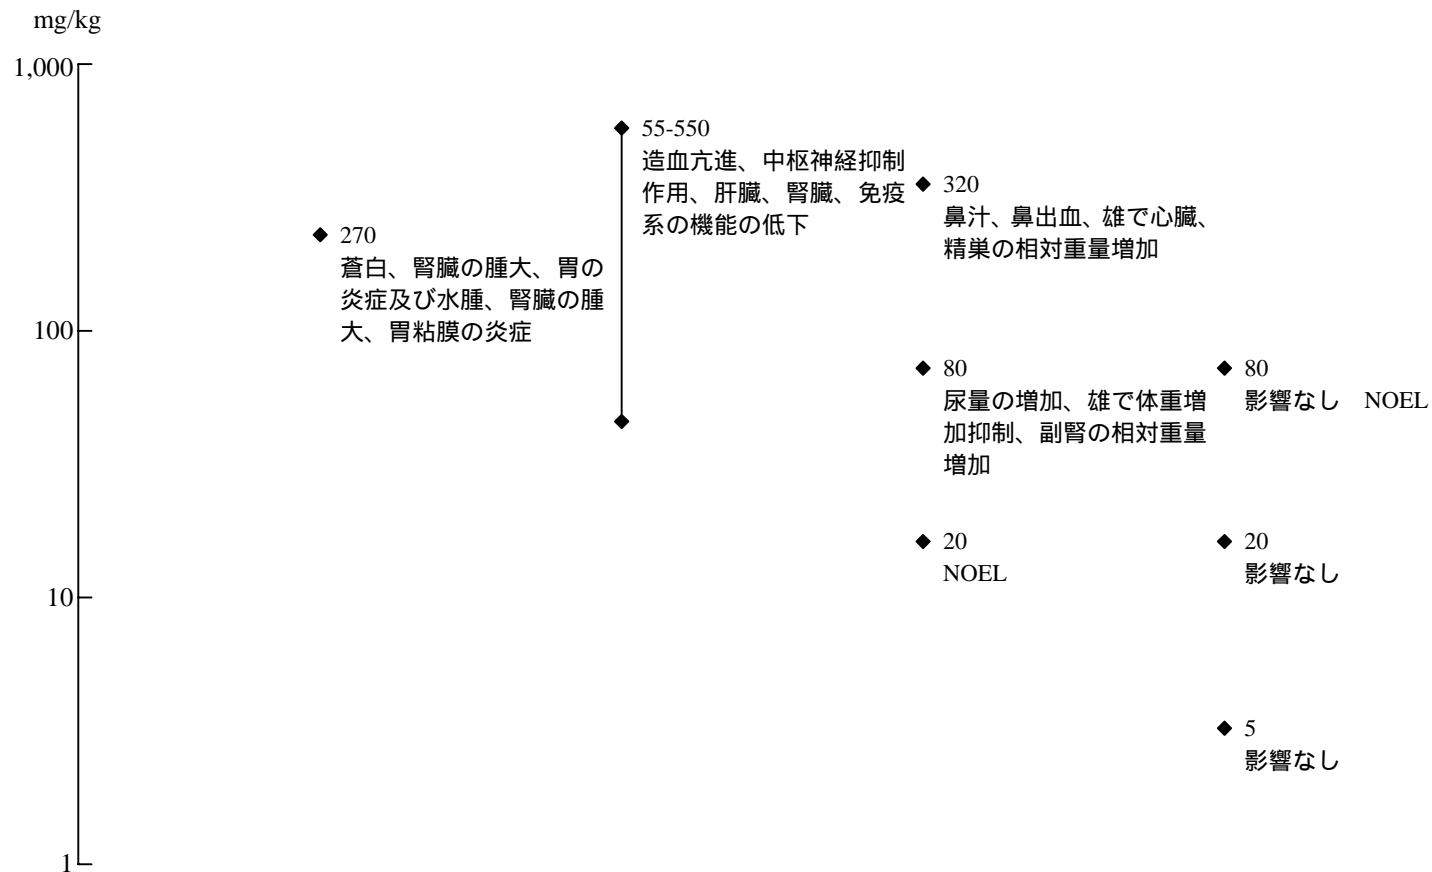 mg/kg
1,000
55-550
造血亢進、中枢神経抑制
作用、肝臓、腎臓、免疫
系の機能の低下
320
鼻汁、鼻出血、雄で心臓、
精巣の相対重量増加
270
蒼白、腎臓の腫大、胃の
炎症及び水腫、腎臓の腫
大、胃粘膜の炎症
100
80
尿量の増加、雄で体重増
加抑制、副腎の相対重量
増加
80
影響なし　NOEL
20
NOEL
20
影響なし
10
5
影響なし
1